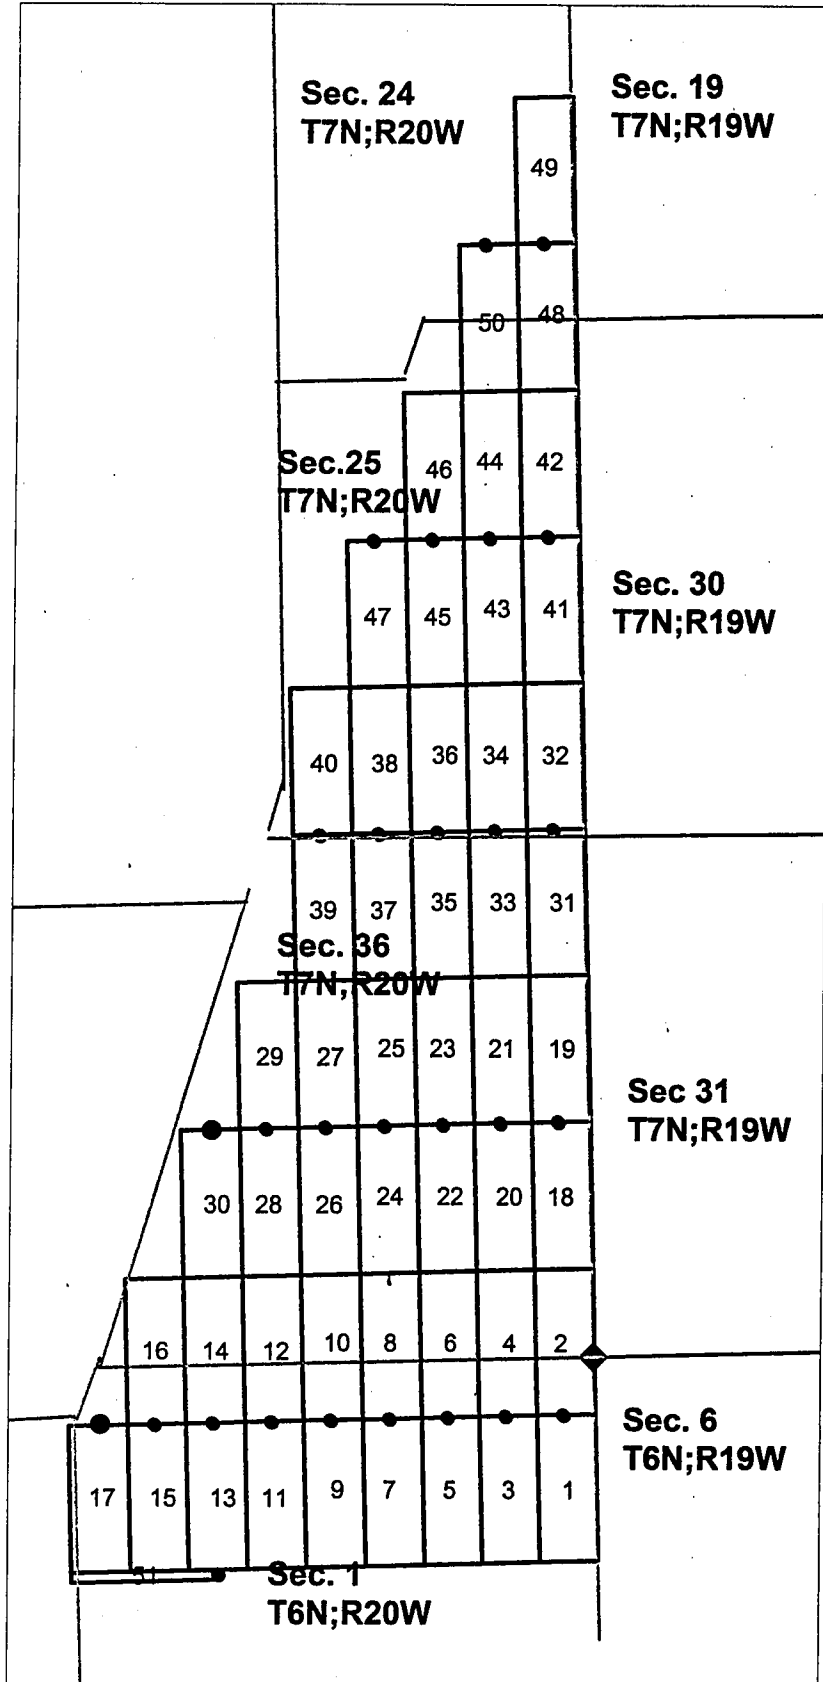 Sec. 24
T7N;R20W
Sec. 19
T7N;R19W
49
50 48
Sec.25
T7N;R20W
46 44 42
47 45 43 41
Sec. 30
T7N;R19W
40 38 36 34 32
39 37 35 33 31
Sec. 36
T7N;R20W
29 27 25 23 21 19
Sec 31
T7N;R19W
30 28 26 24 22 20 18
16 14 12 10 8 6 4 2
Sec. 6
T6N;R19W
17 15 13 11 9 7 5 3 1
51
Sec. 1
T6N;R20W